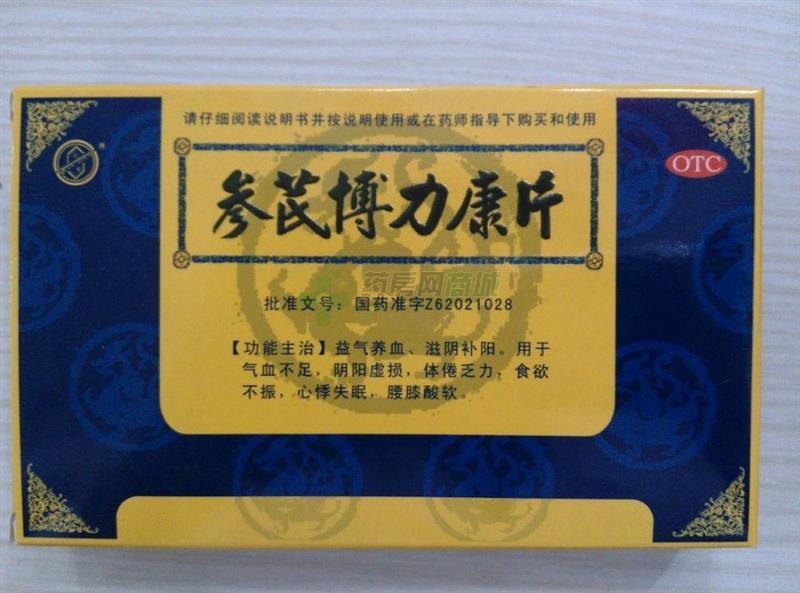 请仔细阅读说明书并按说明使用或在药师指导下购买和使用
OTC
®
参芪博力康片
药房网商城
批准文号：国药准字Z62021028
【功能主治】益气养血、滋阴补阳。用于
气血不足，阴阳虚损，体倦乏力，食欲
不振，心悸失眠，腰膝酸软。